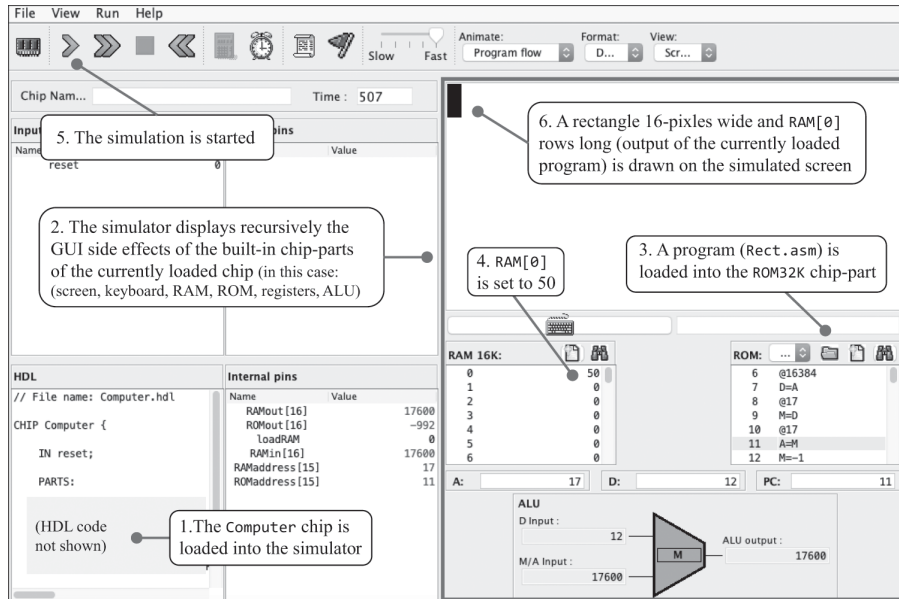 File View Run Help
Animate: Format: View:
Slow Fast Program flow D... Scr...
Chip Nam... Time : 507
5. The simulation is started
Name Value
reset 0
6. A rectangle 16-pixles wide and RAM[0]
rows long (output of the currently loaded
program) is drawn on the simulated screen
2. The simulator displays recursively the
GUI side effects of the built-in chip-parts
of the currently loaded chip (in this case:
(screen, keyboard, RAM, ROM, registers, ALU)
4. RAM[0]
is set to 50
3. A program (Rect.asm) is
loaded into the ROM32K chip-part
RAM 16K:
0 50
1 0
2 0
3 0
4 0
5 0
6 0
ROM: ...
6 @16384
7 D=A
8 @17
9 M=D
10 @17
11 A=M
12 M=-1
HDL
// File name: Computer.hdl
CHIP Computer {
IN reset;
PARTS:
(HDL code
not shown)
1.The Computer chip is
loaded into the simulator
Internal pins
Name Value
RAMout[16] 17600
ROMout[16] -992
loadRAM 0
RAMin[16] 17600
RAMaddress[15] 17
ROMaddress[15] 11
A: 17 D: 12 PC: 11
ALU
D Input :
12
M/A Input :
17600
M
ALU output :
17600